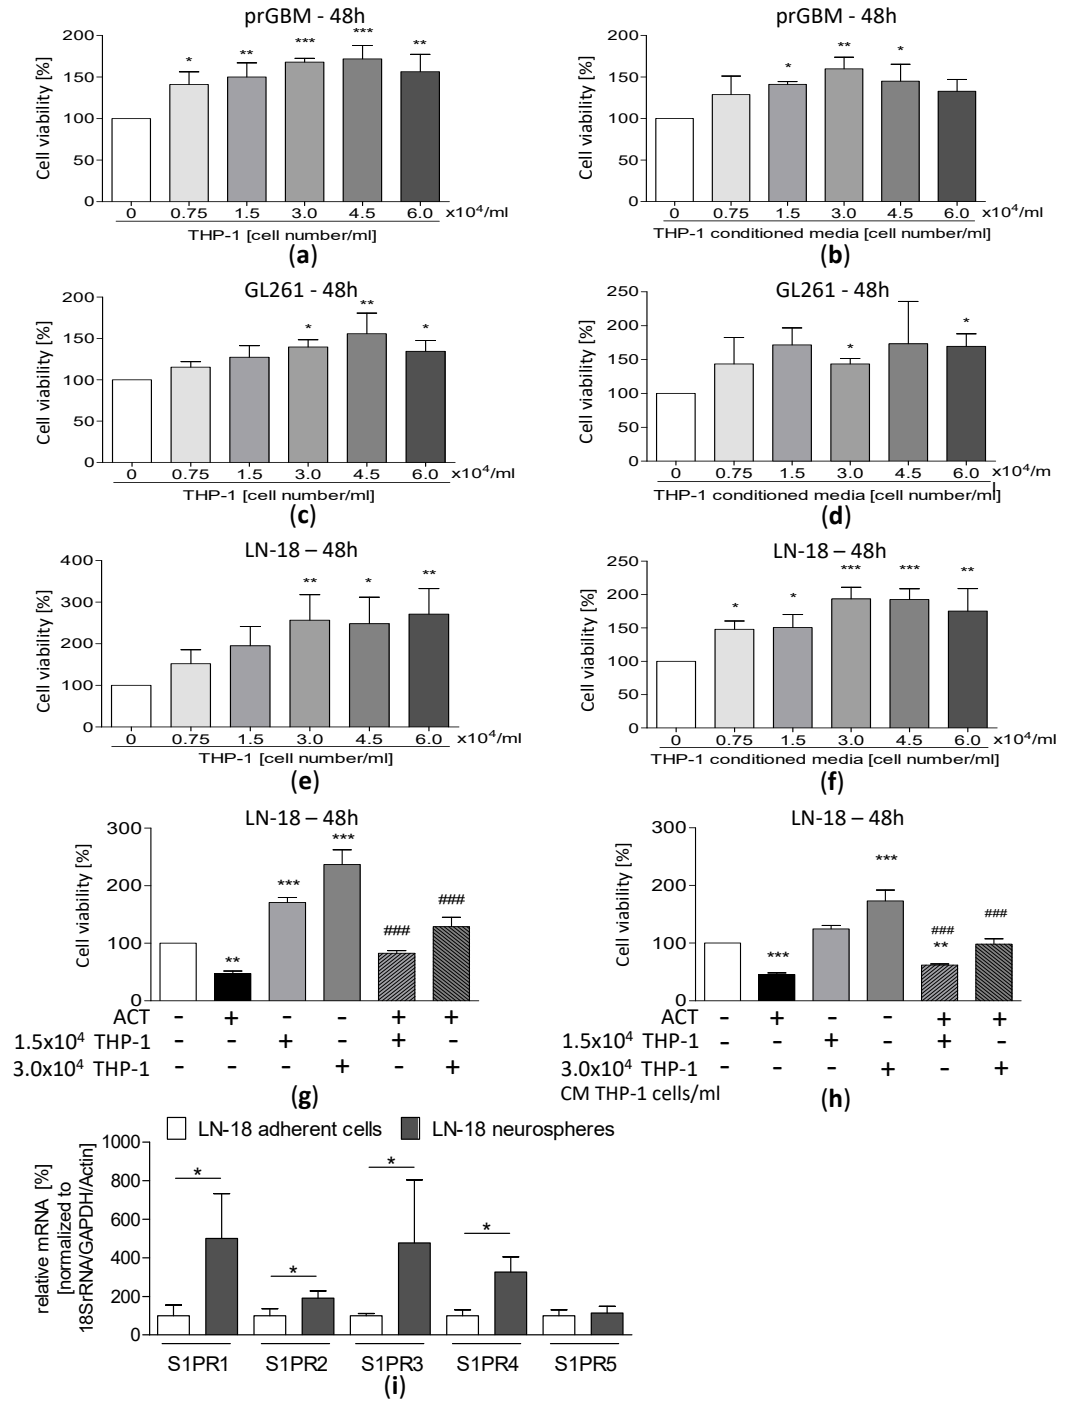 prGBM - 48h
Cell viability [%]
200
150
100
50
0
* ** *** *** **
0 0.75 1.5 3.0 4.5 6.0 x10⁴/ml
THP-1 [cell number/ml]
(a)
prGBM - 48h
Cell viability [%]
200
150
100
50
0
* ** *
0 0.75 1.5 3.0 4.5 6.0 x10⁴/ml
THP-1 conditioned media [cell number/ml]
(b)
GL261 - 48h
Cell viability [%]
200
150
100
50
0
* ** *
0 0.75 1.5 3.0 4.5 6.0 x10⁴/ml
THP-1 [cell number/ml]
(c)
GL261 - 48h
Cell viability [%]
250
200
150
100
50
0
* *
0 0.75 1.5 3.0 4.5 6.0 x10⁴/m
THP-1 conditioned media [cell number/ml]
l
(d)
LN-18 – 48h
Cell viability [%]
400
300
200
100
0
** * **
0 0.75 1.5 3.0 4.5 6.0 x10⁴/ml
THP-1 [cell number/ml]
(e)
LN-18 – 48h
Cell viability [%]
250
200
150
100
50
0
* * *** *** **
0 0.75 1.5 3.0 4.5 6.0 x10⁴/ml
THP-1 conditioned media [cell number/ml]
(f)
LN-18 – 48h
Cell viability [%]
300
200
100
0
** *** *** ### ###
ACT - + - - + +
1.5x10⁴ THP-1 - - + - + -
3.0x10⁴ THP-1 - - - + - +
(g)
LN-18 – 48h
Cell viability [%]
300
200
100
0
*** *** ### ** ###
ACT - + - - + +
1.5x10⁴ THP-1 - - + - + -
3.0x10⁴ THP-1 - - - + - +
CM THP-1 cells/ml
(h)
LN-18 adherent cells LN-18 neurospheres
relative mRNA [%]
[normalized to
18SrRNA/GAPDH/Actin]
1000
800
600
400
200
0
* * * *
S1PR1 S1PR2 S1PR3 S1PR4 S1PR5
(i)